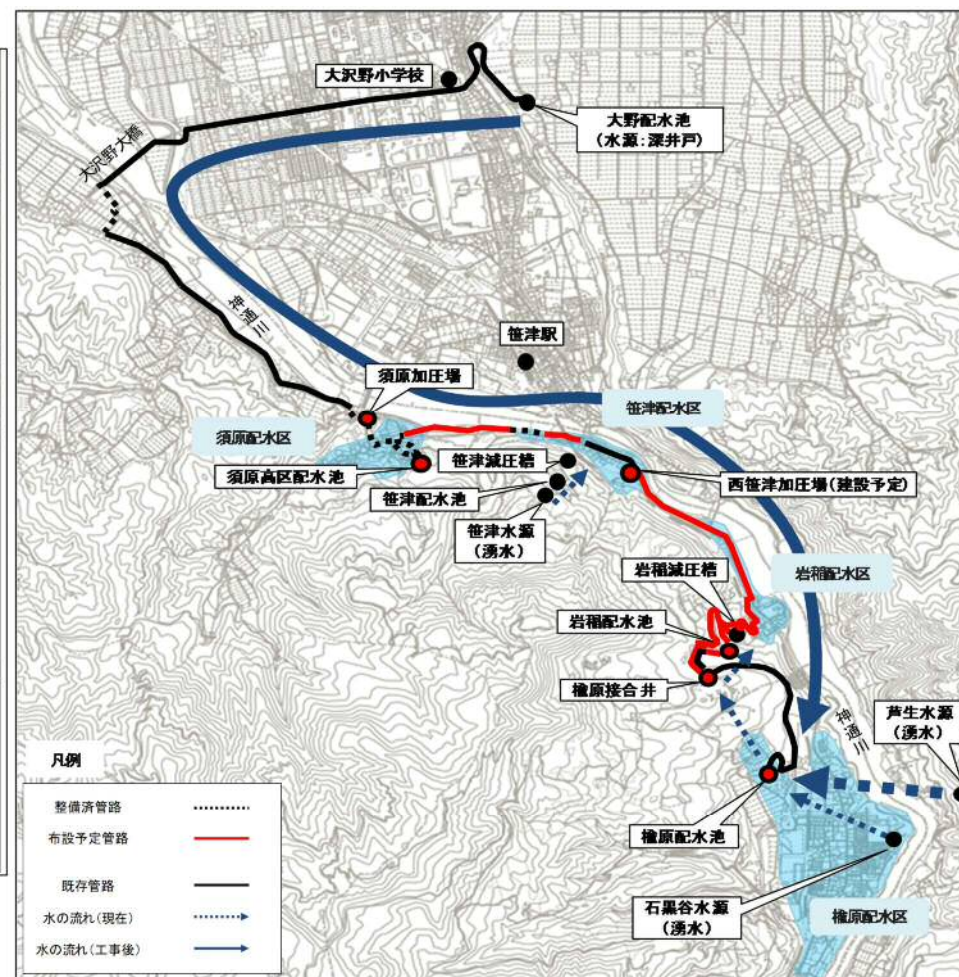 大沢野小学校
大野配水池
(水源:深井戸)
大沢野大橋
神通川
笹津駅
須原加圧場
笹津配水区
須原配水区
笹津減圧槽
須原高区配水池
西笹津加圧場(建設予定)
笹津配水池
笹津水源
(湧水)
岩稲減圧槽
岩稲配水区
岩稲配水池
楡原接合井
芦生水源
(湧水)
神通川
楡原配水池
石黒谷水源
(湧水)
楡原配水区
凡例
整備済管路
布設予定管路
既存管路
水の流れ(現在)
水の流れ(工事後)